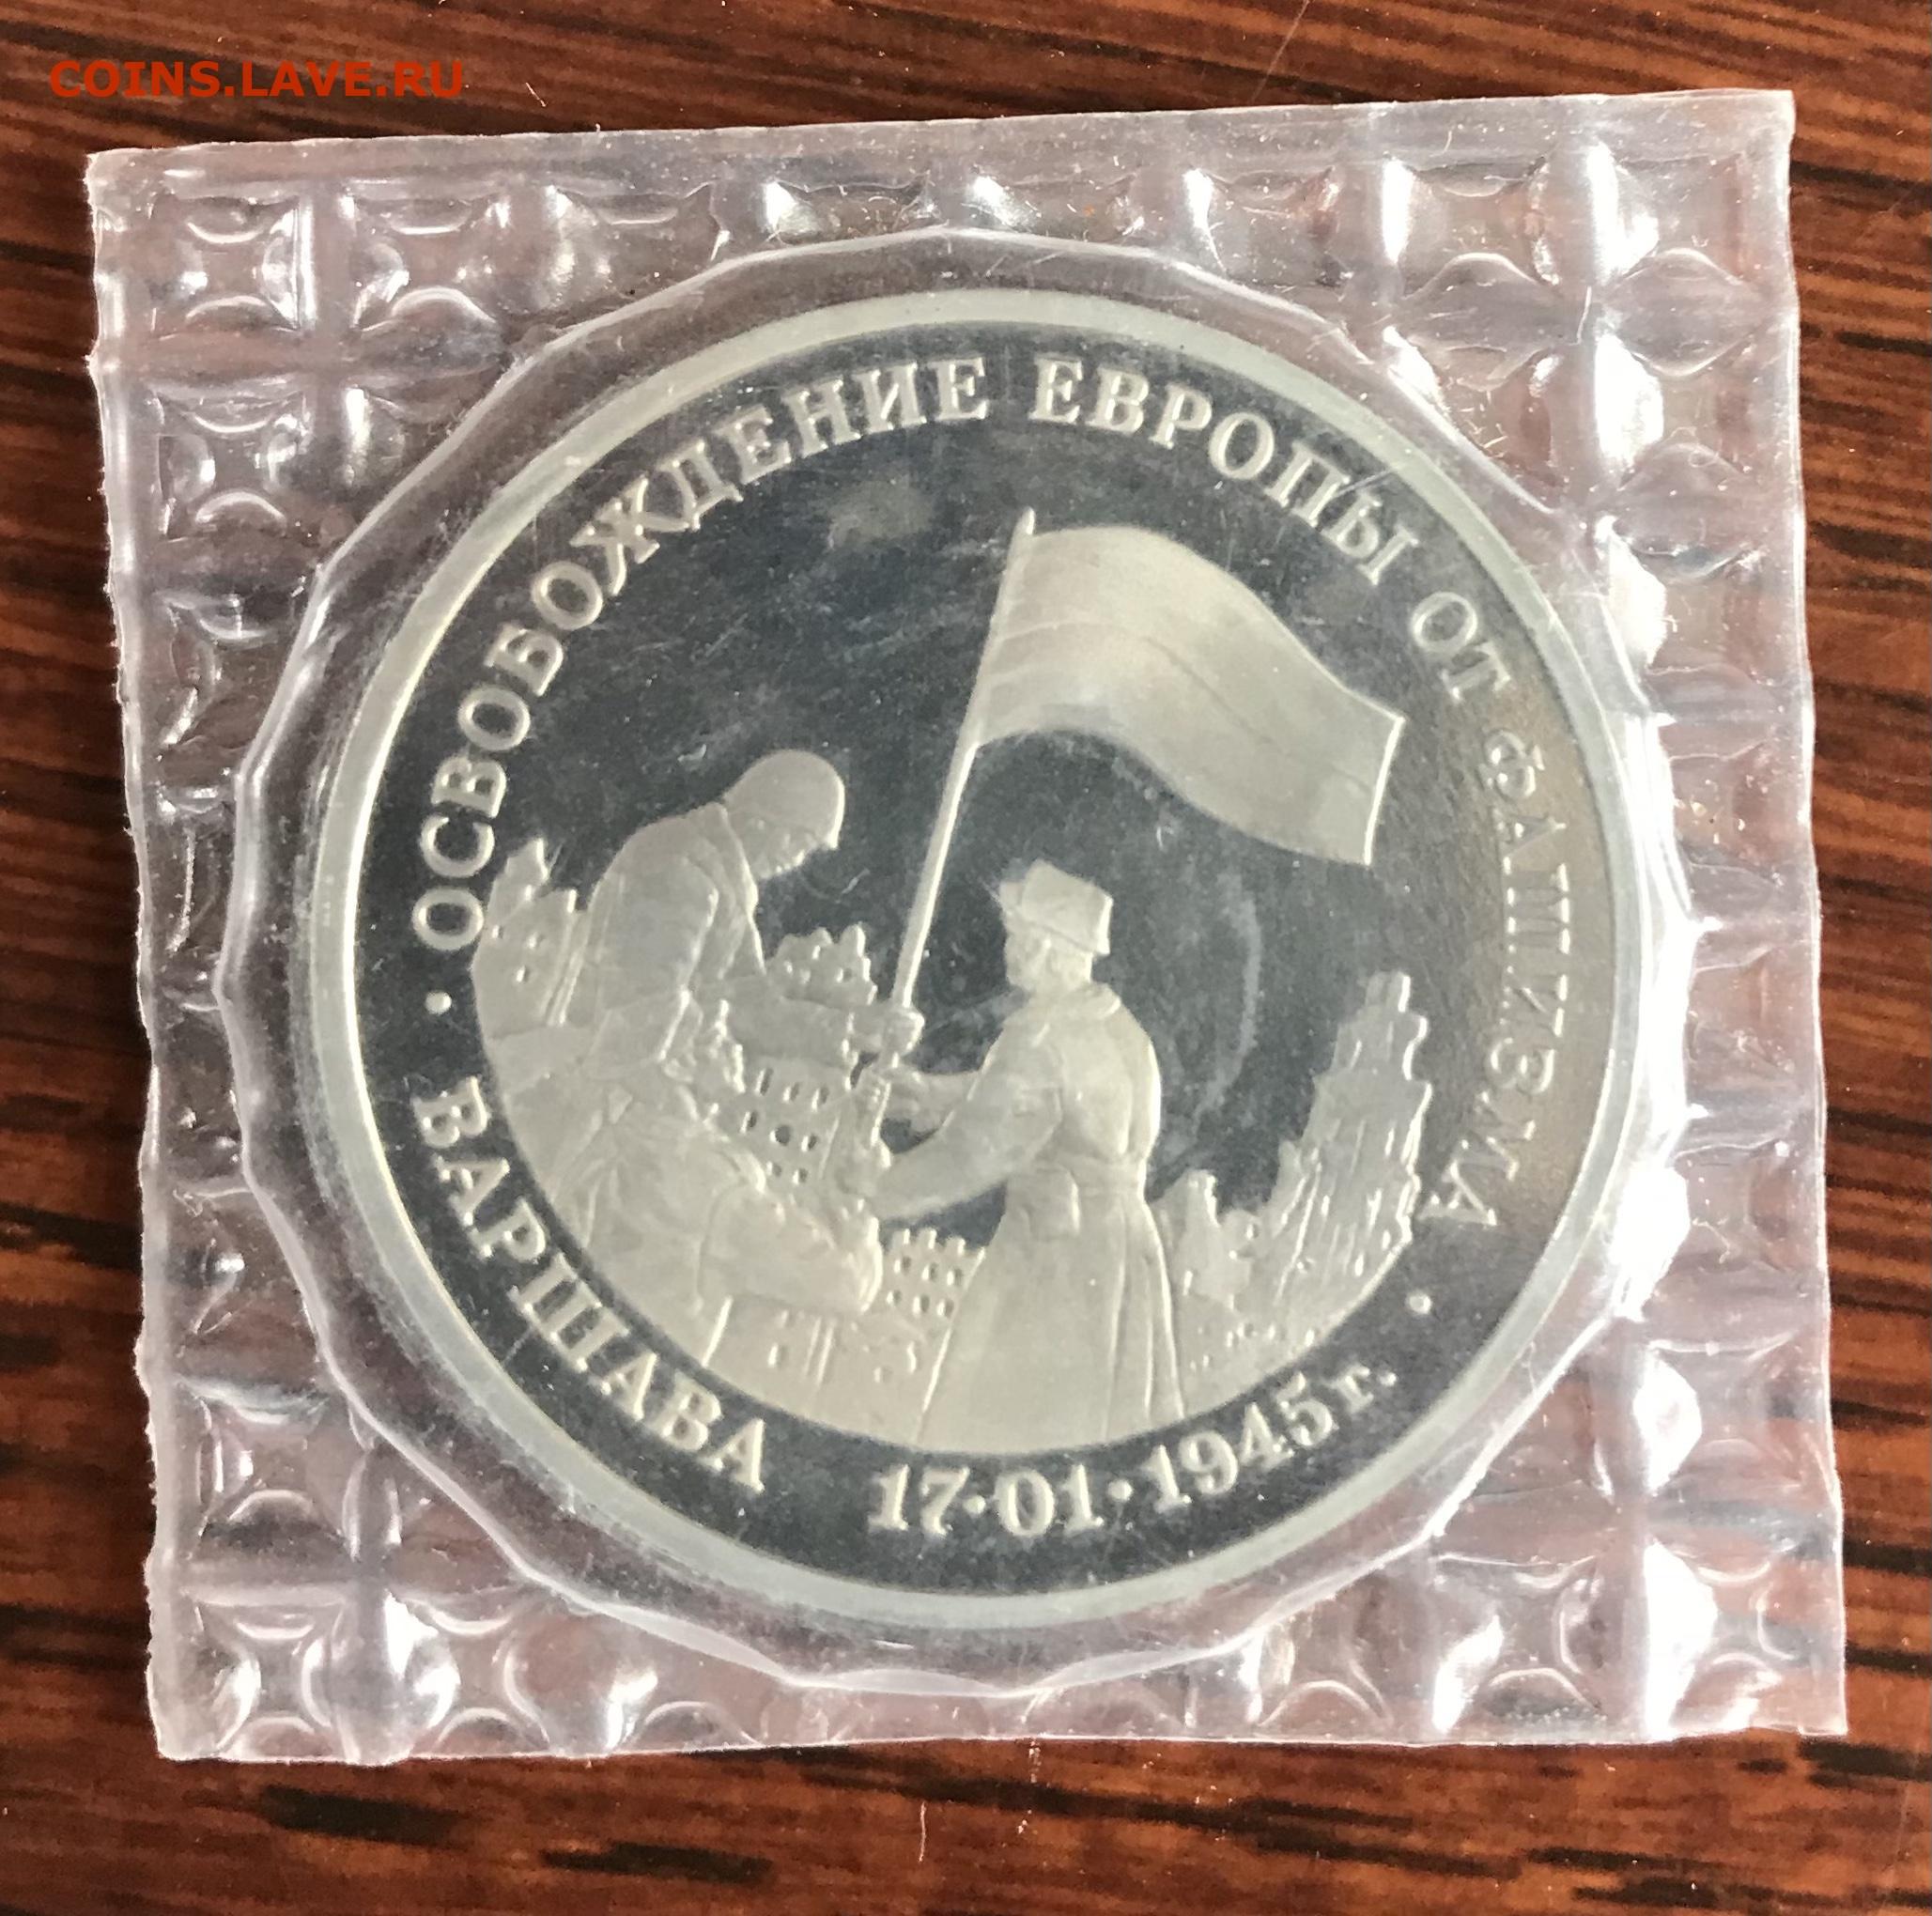 COINS.LAVE.RU
• ОСВОБОЖДЕНИЕ ЕВРОПЫ ОТ ФАШИЗМА •
ВАРШАВА 17•01•1945 г.